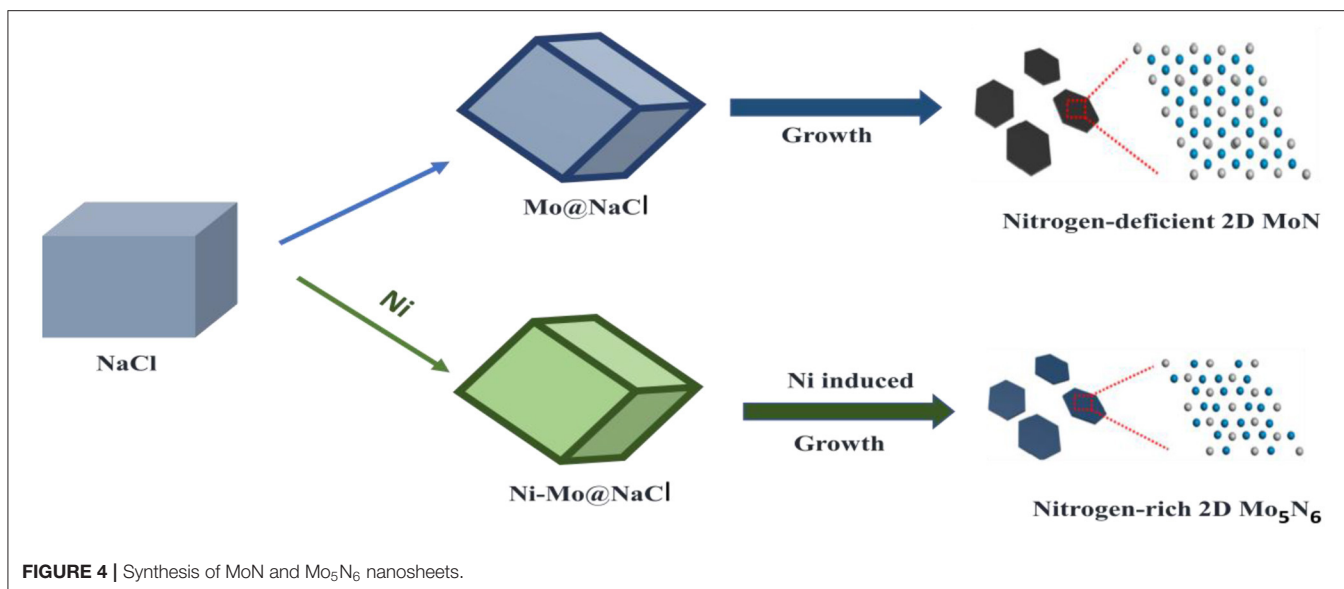 Mo@NaCl
Growth
Nitrogen-deficient 2D MoN
NaCl
Ni
Ni-Mo@NaCl
Ni induced
Growth
Nitrogen-rich 2D Mo₅N₆
FIGURE 4 | Synthesis of MoN and Mo₅N₆ nanosheets.